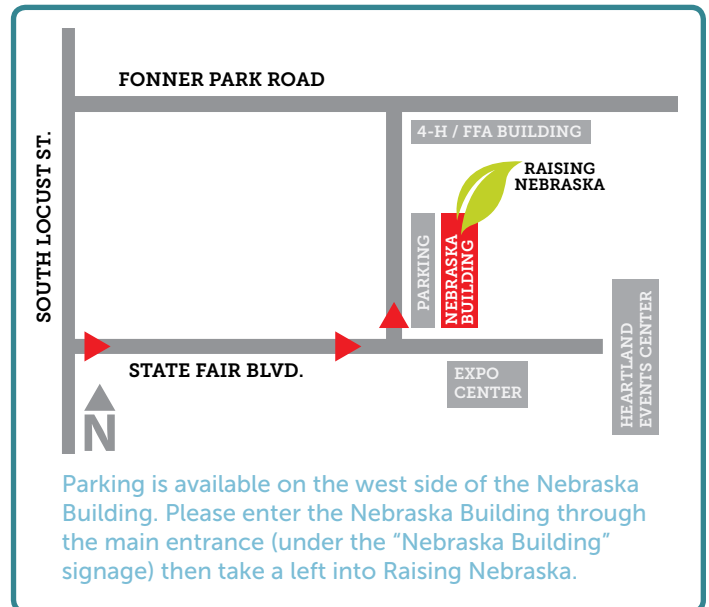 FONNER PARK ROAD
SOUTH LOCUST ST.
4-H / FFA BUILDING
RAISING
NEBRASKA
PARKING
NEBRASKA
BUILDING
HEARTLAND
EVENTS CENTER
STATE FAIR BLVD.
EXPO
CENTER
N
Parking is available on the west side of the Nebraska
Building. Please enter the Nebraska Building through
the main entrance (under the “Nebraska Building”
signage) then take a left into Raising Nebraska.